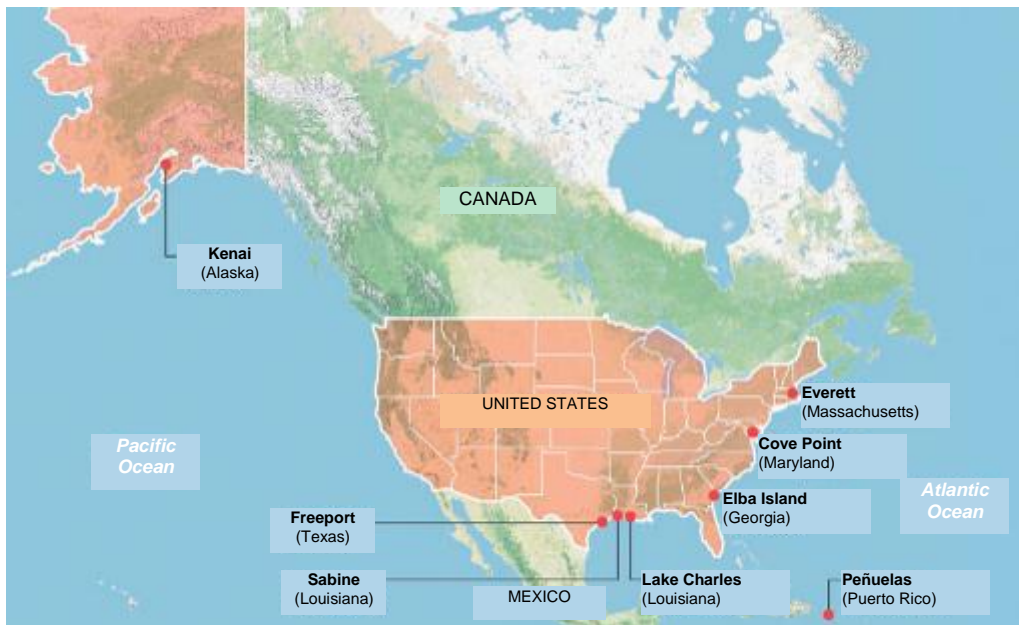 CANADA
Kenai
(Alaska)
UNITED STATES
Everett
(Massachusetts)
Pacific
Ocean
Cove Point
(Maryland)
Atlantic
Ocean
Elba Island
(Georgia)
Freeport
(Texas)
Sabine
(Louisiana)
MEXICO
Lake Charles
(Louisiana)
Peñuelas
(Puerto Rico)